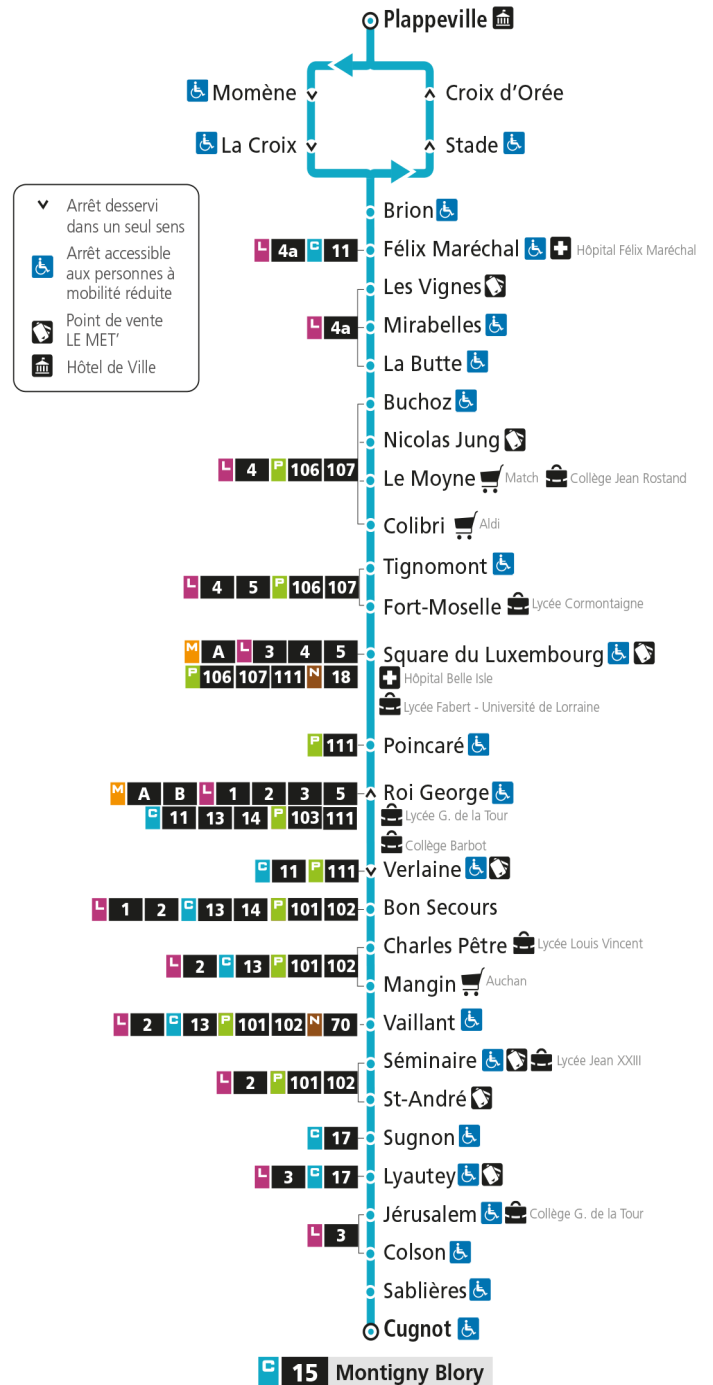 Plappeville
Momène
Croix d'Orée
La Croix
Stade
Arrêt desservi
dans un seul sens
Arrêt accessible
aux personnes à
mobilité réduite
Point de vente
LE MET'
Hôtel de Ville
Brion
L 4a C 11 Félix Maréchal Hôpital Félix Maréchal
Les Vignes
L 4a Mirabelles
La Butte
Buchoz
Nicolas Jung
L 4 P 106 107 Le Moyne Match Collège Jean Rostand
Colibri Aldi
Tignomont
L 4 5 P 106 107
Fort-Moselle Lycée Cormontaigne
M A L 3 4 5 Square du Luxembourg
P 106 107 111 N 18 Hôpital Belle Isle
Lycée Fabert - Université de Lorraine
P 111 Poincaré
M A B L 1 2 3 5 Roi George
C 11 13 14 P 103 111 Lycée G. de la Tour
Collège Barbot
C 11 P 111 Verlaine
L 1 2 C 13 14 P 101 102 Bon Secours
Charles Pêtre Lycée Louis Vincent
L 2 C 13 P 101 102
Mangin Auchan
L 2 C 13 P 101 102 N 70 Vaillant
Séminaire Lycée Jean XXIII
L 2 P 101 102
St-André
C 17 Sugnon
L 3 C 17 Lyautey
Jérusalem Collège G. de la Tour
L 3
Colson
Sablières
Cugnot
C 15 Montigny Blory